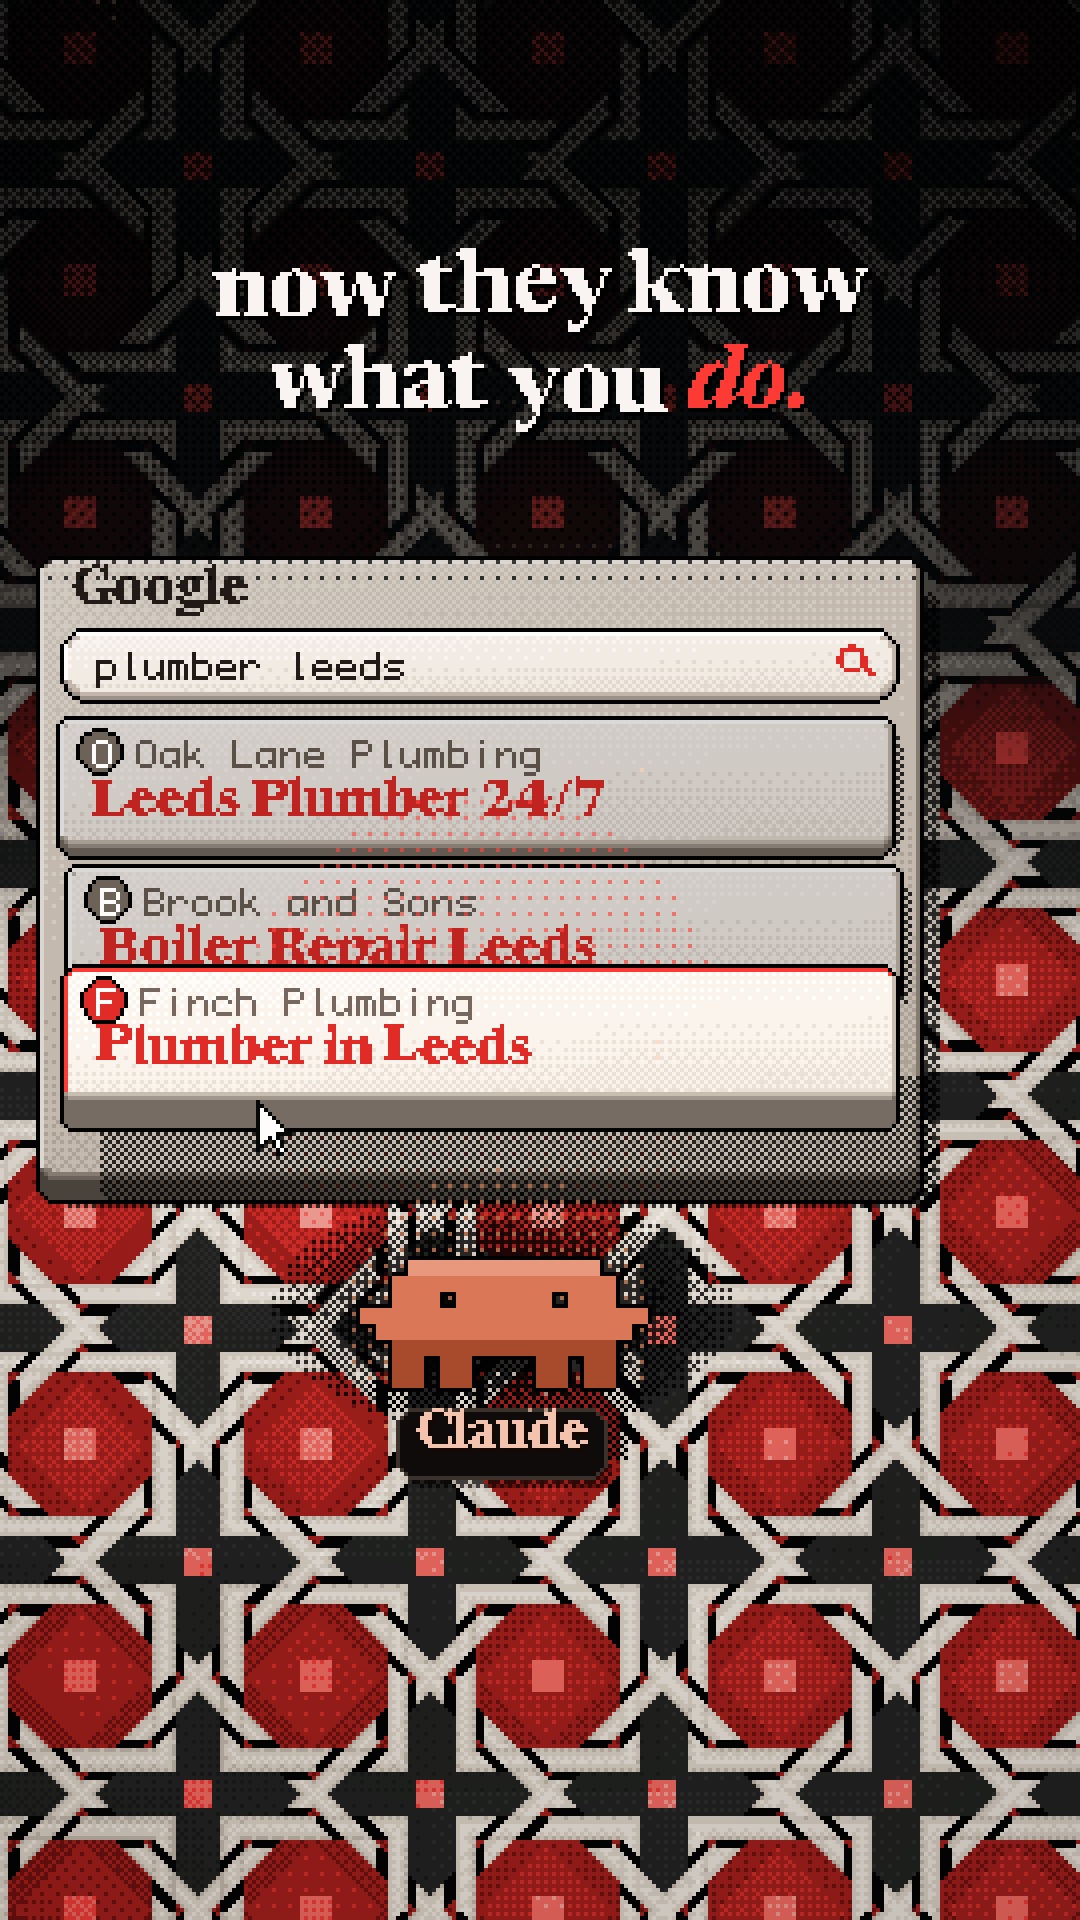 now they know
what you do.
Google
plumber leeds
O Oak Lane Plumbing
Leeds Plumber 24/7
B Brook and Sons
Boiler Repair Leeds
F Finch Plumbing
Plumber in Leeds
Claude